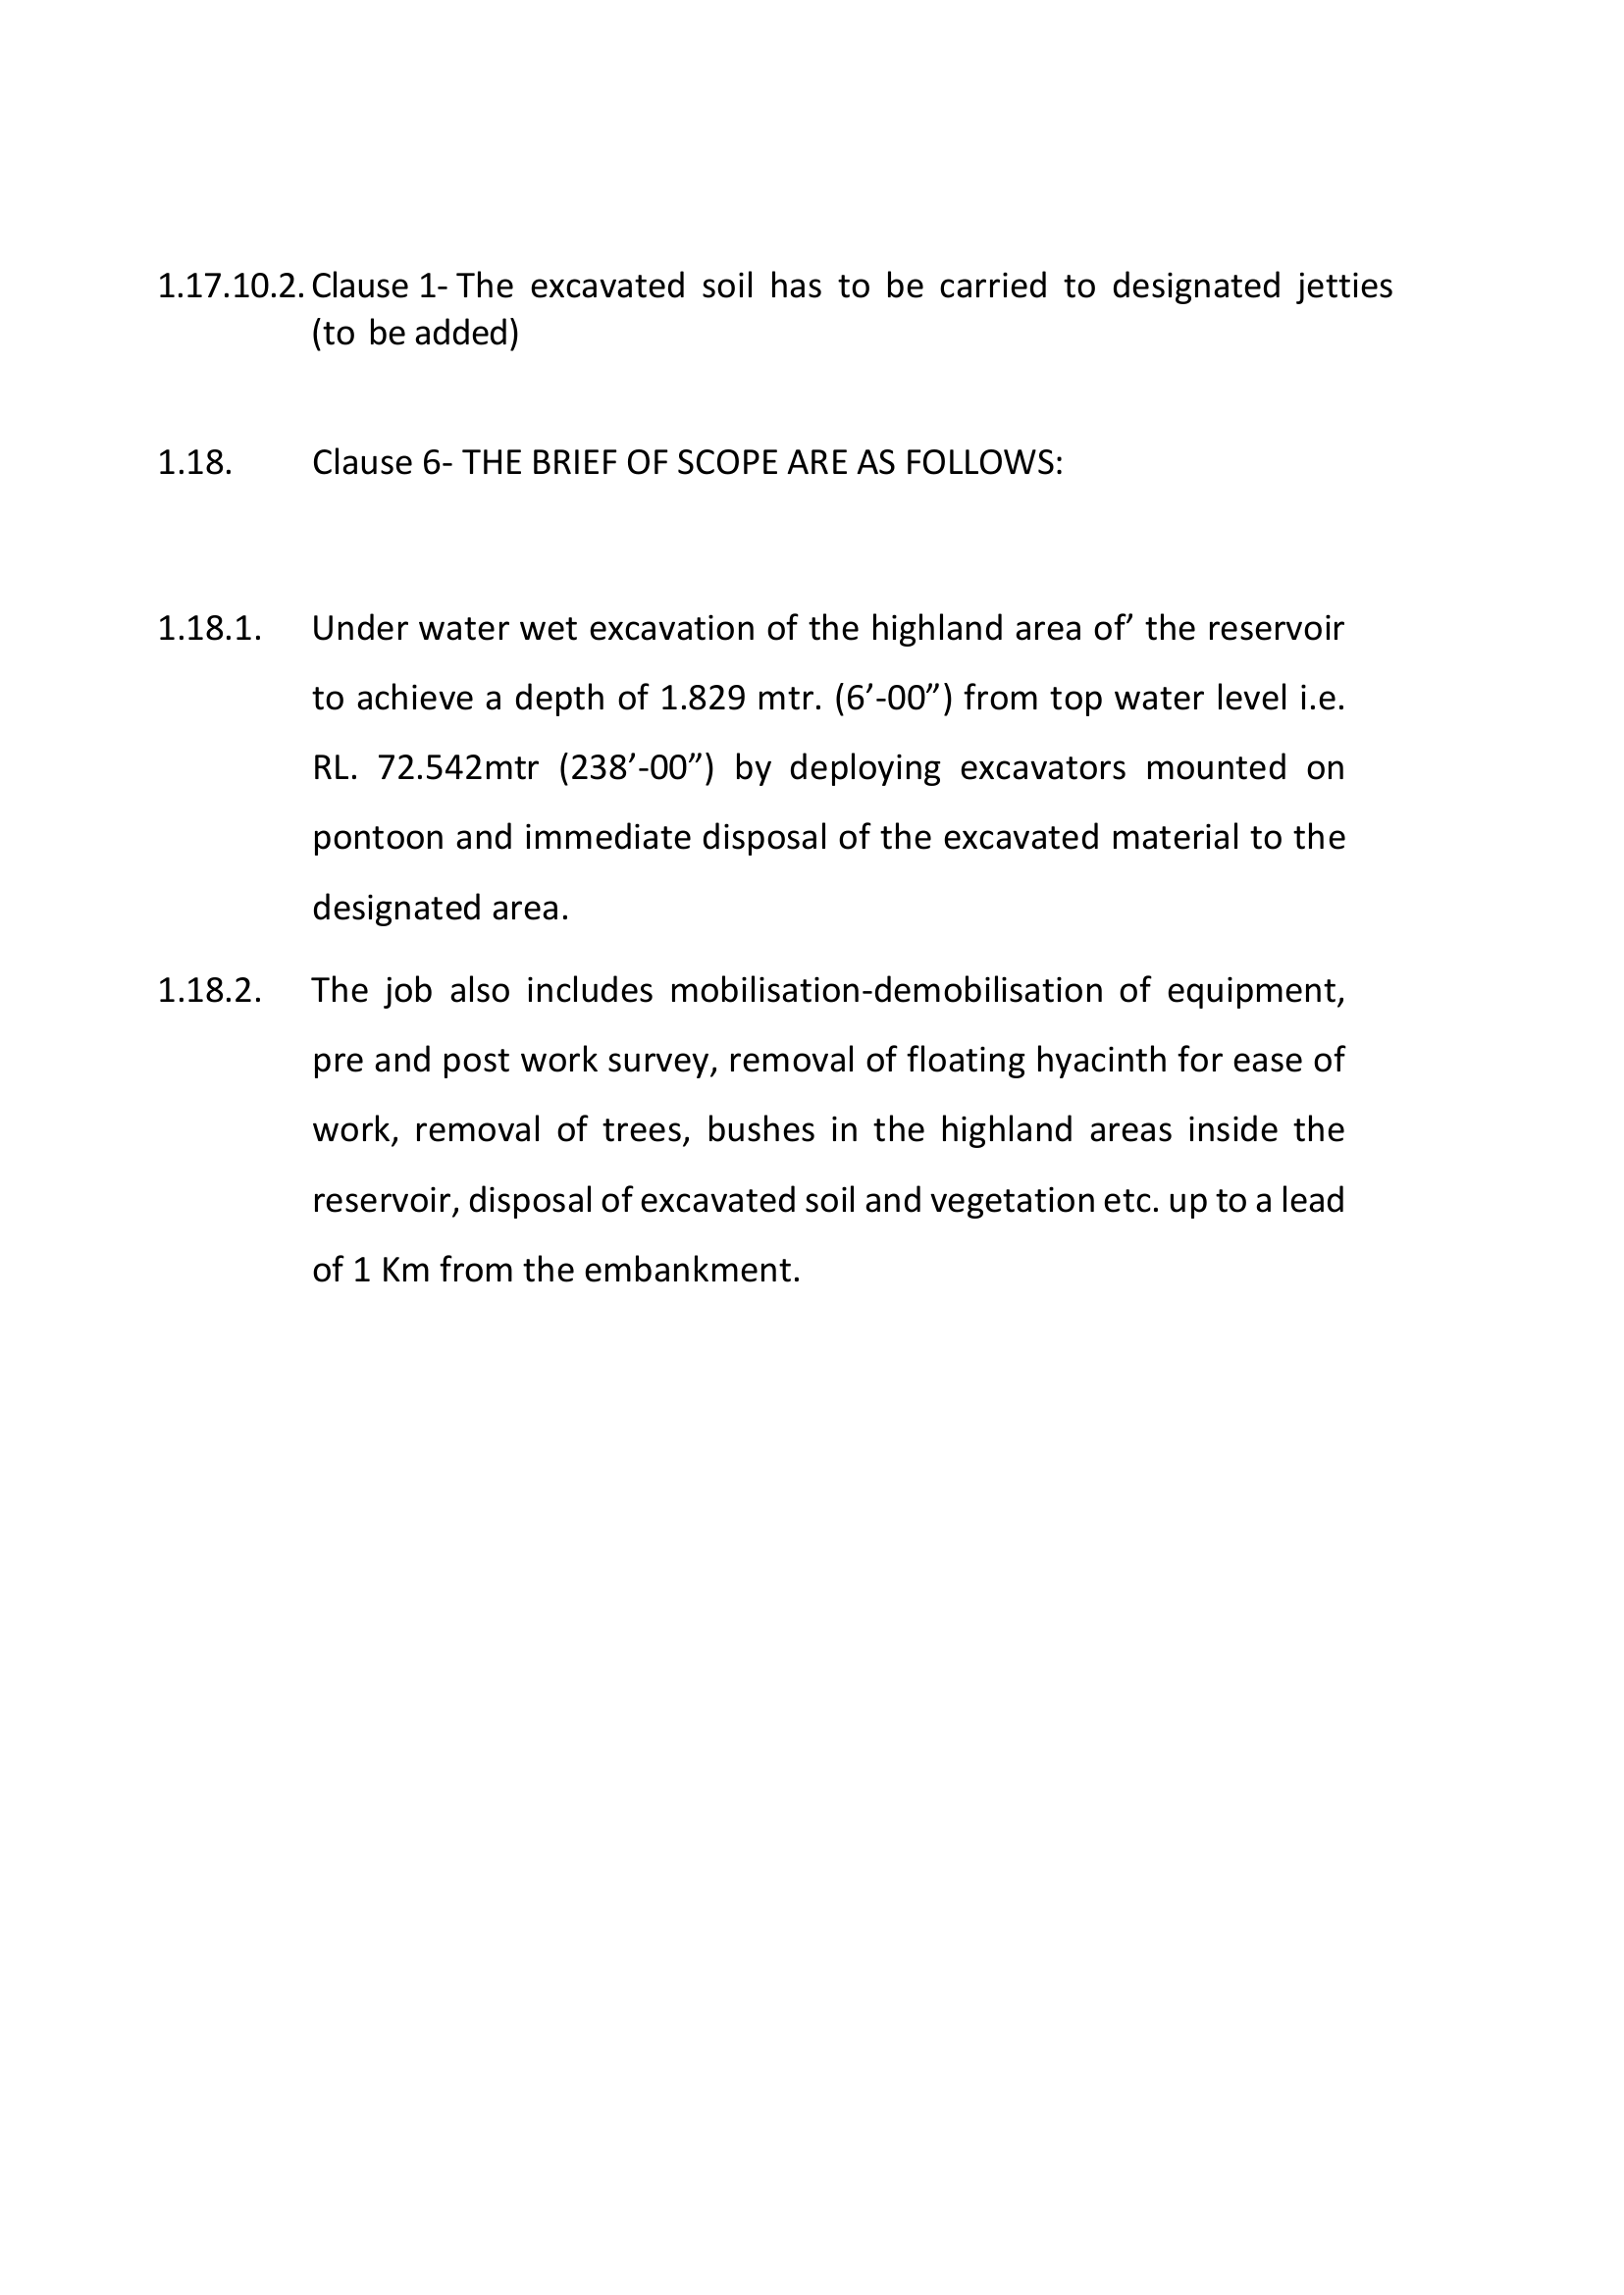 1.17.10.2. Clause 1- The excavated soil has to be carried to designated jetties
(to be added)
1.18. Clause 6- THE BRIEF OF SCOPE ARE AS FOLLOWS:
1.18.1. Under water wet excavation of the highland area of’ the reservoir
to achieve a depth of 1.829 mtr. (6’-00”) from top water level i.e.
RL. 72.542mtr (238’-00”) by deploying excavators mounted on
pontoon and immediate disposal of the excavated material to the
designated area.
1.18.2. The job also includes mobilisation-demobilisation of equipment,
pre and post work survey, removal of floating hyacinth for ease of
work, removal of trees, bushes in the highland areas inside the
reservoir, disposal of excavated soil and vegetation etc. up to a lead
of 1 Km from the embankment.